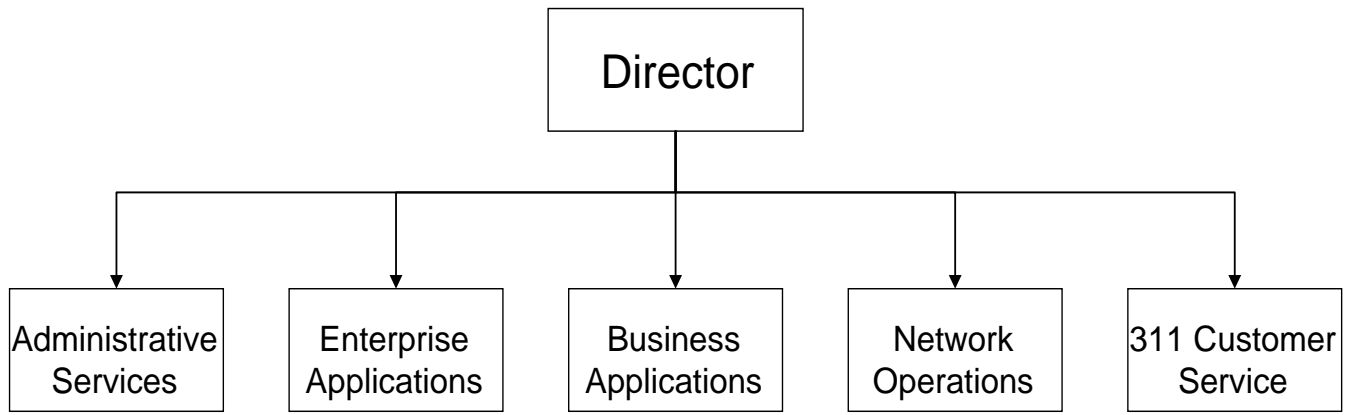 Director
Administrative
Services
Enterprise
Applications
Business
Applications
Network
Operations
311 Customer
Service